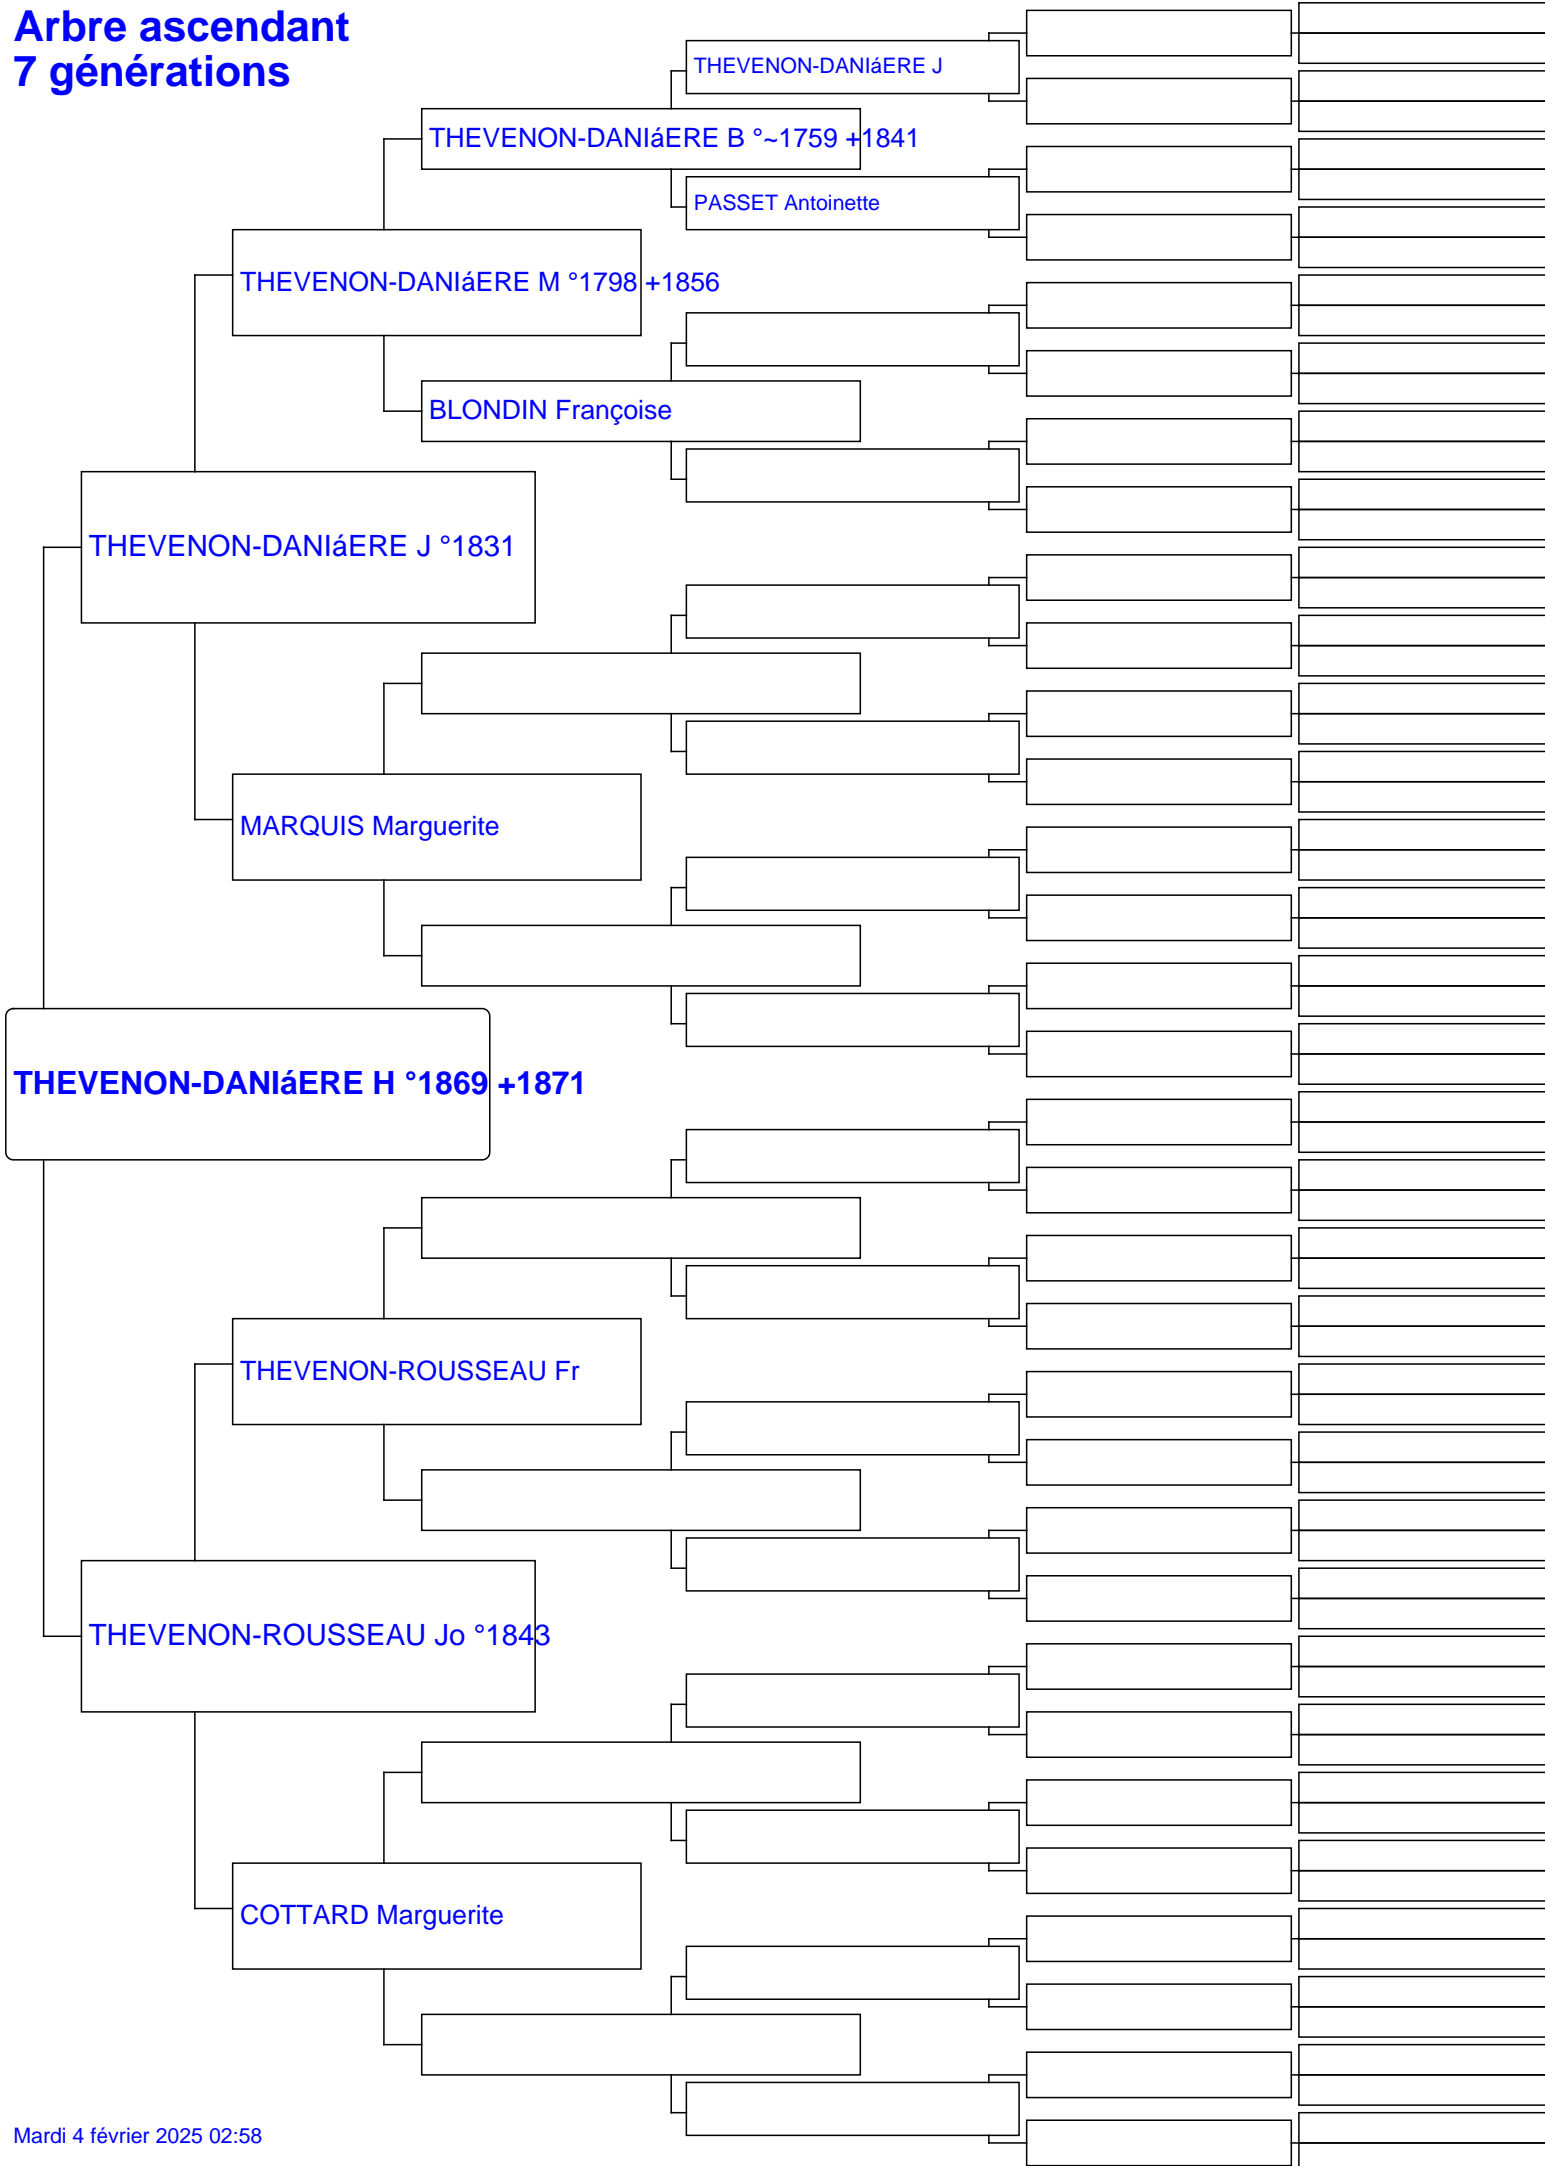 Arbre ascendant
7 générations
THEVENON-DANIáERE J
THEVENON-DANIáERE B °~1759 +1841
PASSET Antoinette
THEVENON-DANIáERE M °1798 +1856
BLONDIN Françoise
THEVENON-DANIáERE J °1831
MARQUIS Marguerite
THEVENON-DANIáERE H °1869 +1871
THEVENON-ROUSSEAU Fr
THEVENON-ROUSSEAU Jo °1843
COTTARD Marguerite
Mardi 4 février 2025 02:58